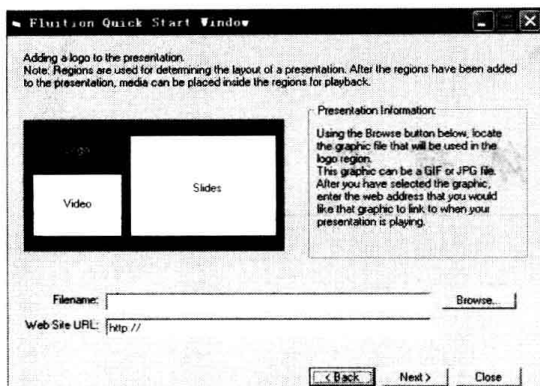 Fluition Quick Start Window
Adding a logo to the presentation.
Note: Regions are used for determining the layout of a presentation. After the regions have been added
to the presentation, media can be placed inside the regions for playback.
Logo
Video
Slides
Presentation Information:
Using the Browse button below, locate
the graphic file that will be used in the
logo region.
This graphic can be a GIF or JPG file.
After you have selected the graphic,
enter the web address that you would
like that graphic to link to when your
presentation is playing.
Filename:
Browse...
Web Site URL: http://
< Back
Next >
Close